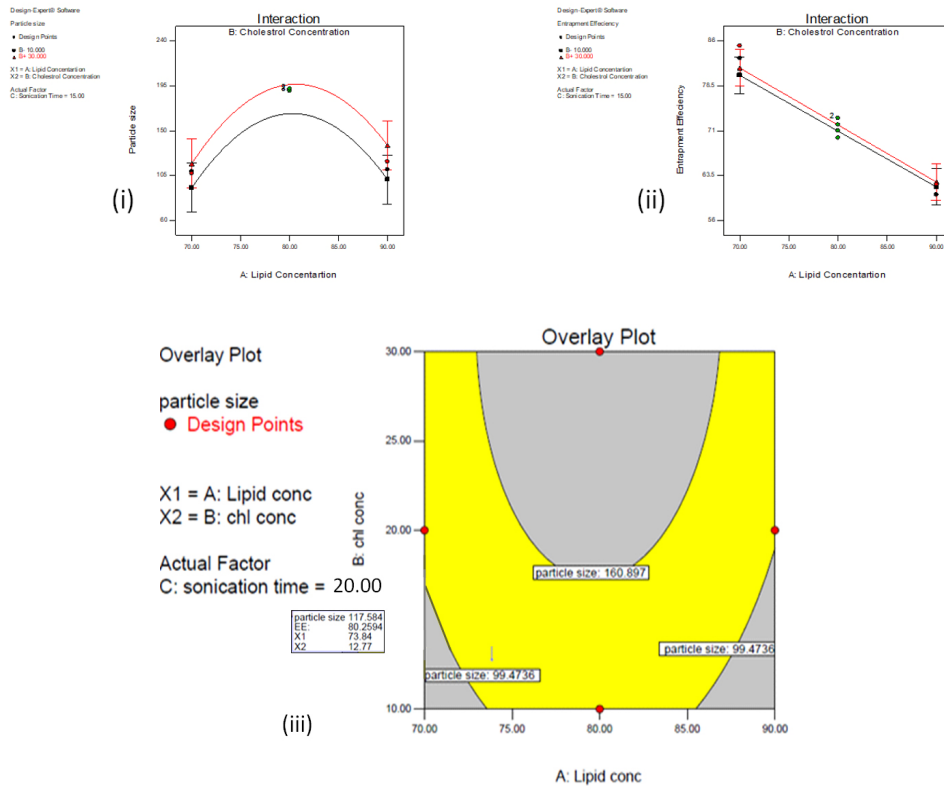 Design-Expert® Software
Particle size
Design Points
B- 10.000
B+ 30.000
X1 = A: Lipid Concentartion
X2 = B: Cholestrol Concentration
Actual Factor
C: Sonication Time = 15.00
Interaction
B: Cholestrol Concentration
240
195
150
105
60
Particle size
2
70.00 75.00 80.00 85.00 90.00
A: Lipid Concentartion
(i)
Design-Expert® Software
Entrapment Effeciency
Design Points
B- 10.000
B+ 30.000
X1 = A: Lipid Concentartion
X2 = B: Cholestrol Concentration
Actual Factor
C: Sonication Time = 15.00
Interaction
B: Cholestrol Concentration
86
78.5
71
63.5
56
Entrapment Effeciency
2
70.00 75.00 80.00 85.00 90.00
A: Lipid Concentartion
(ii)
Overlay Plot
particle size
Design Points
X1 = A: Lipid conc
X2 = B: chl conc
Actual Factor
C: sonication time = 20.00
particle size 117.584
EE: 80.2594
X1 73.84
X2 12.77
(iii)
Overlay Plot
30.00
25.00
20.00
15.00
10.00
B: chl conc
particle size: 160.897
particle size: 99.4736
particle size: 99.4736
70.00 75.00 80.00 85.00 90.00
A: Lipid conc